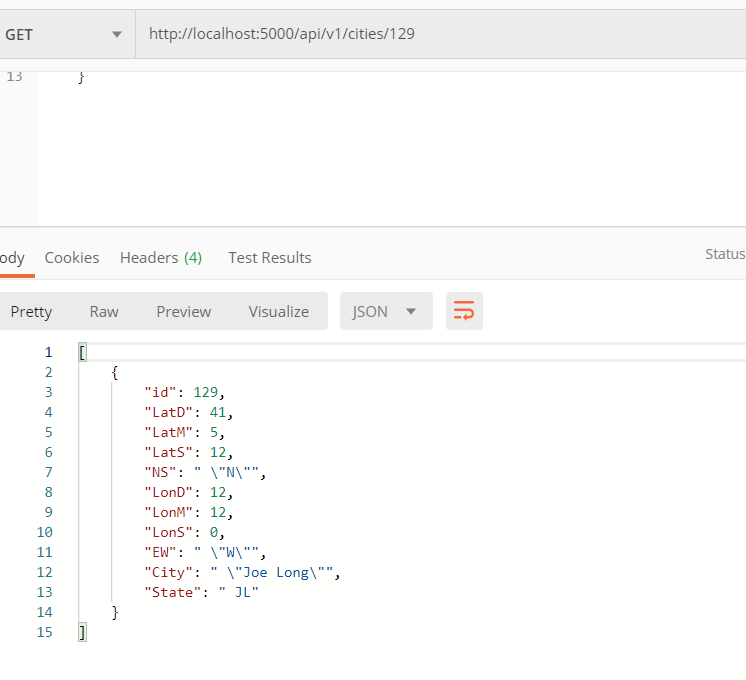 GET http://localhost:5000/api/v1/cities/129
13 }
ody Cookies Headers (4) Test Results Status
Pretty Raw Preview Visualize JSON
1 [
2 {
3 "id": 129,
4 "LatD": 41,
5 "LatM": 5,
6 "LatS": 12,
7 "NS": " \"N\"",
8 "LonD": 12,
9 "LonM": 12,
10 "LonS": 0,
11 "EW": " \"W\"",
12 "City": " \"Joe Long\"",
13 "State": " JL"
14 }
15 ]